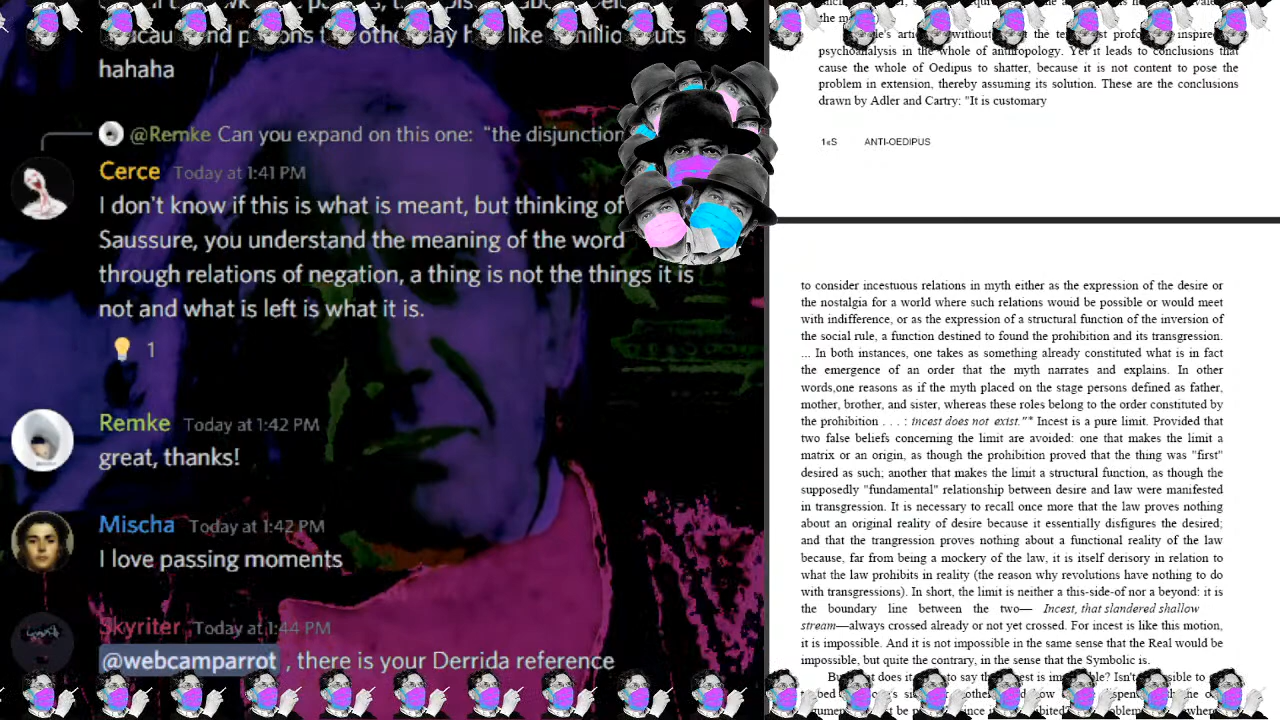 hahaha
@Remke Can you expand on this one: "the disjunction
Cerce Today at 1:41 PM
I don't know if this is what is meant, but thinking of
Saussure, you understand the meaning of the word
through relations of negation, a thing is not the things it is
not and what is left is what it is.
1
Remke Today at 1:42 PM
great, thanks!
Mischa Today at 1:42 PM
I love passing moments
Skyriter Today at 1:44 PM
@webcamparrot , there is your Derrida reference
psychoanalysis in the whole of anthropology. Yet it leads to conclusions that
cause the whole of Oedipus to shatter, because it is not content to pose the
problem in extension, thereby assuming its solution. These are the conclusions
drawn by Adler and Cartry: "It is customary
1«S ANTI-OEDIPUS
to consider incestuous relations in myth either as the expression of the desire or
the nostalgia for a world where such relations wouid be possible or would meet
with indifference, or as the expression of a structural function of the inversion of
the social rule, a function destined to found the prohibition and its transgression.
... In both instances, one takes as something already constituted what is in fact
the emergence of an order that the myth narrates and explains. In other
words,one reasons as if the myth placed on the stage persons defined as father,
mother, brother, and sister, whereas these roles belong to the order constituted by
the prohibition . . . : incest does not exist."* Incest is a pure limit. Provided that
two false beliefs concerning the limit are avoided: one that makes the limit a
matrix or an origin, as though the prohibition proved that the thing was "first"
desired as such; another that makes the limit a structural function, as though the
supposedly "fundamental" relationship between desire and law were manifested
in transgression. It is necessary to recall once more that the law proves nothing
about an original reality of desire because it essentially disfigures the desired;
and that the trangression proves nothing about a functional reality of the law
because, far from being a mockery of the law, it is itself derisory in relation to
what the law prohibits in reality (the reason why revolutions have nothing to do
with transgressions). In short, the limit is neither a this-side-of nor a beyond: it is
the boundary line between the two— Incest, that slandered shallow
stream—always crossed already or not yet crossed. For incest is like this motion,
it is impossible. And it is not impossible in the same sense that the Real would be
impossible, but quite the contrary, in the sense that the Symbolic is.